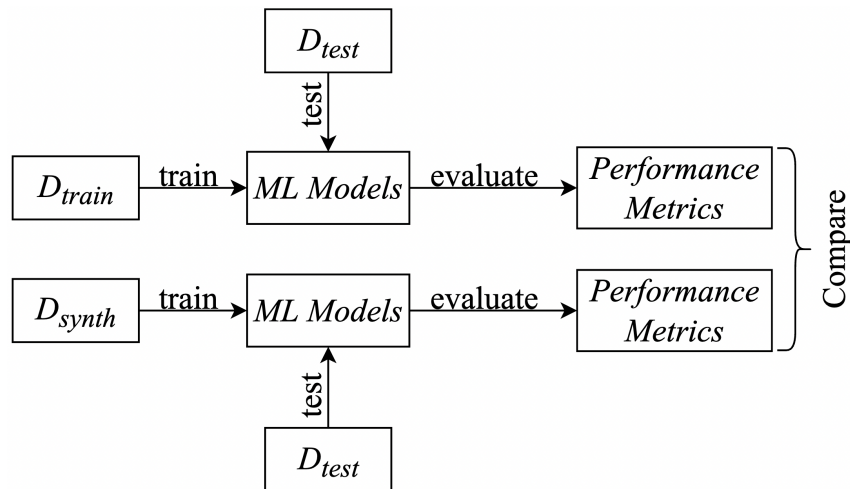 D_test
test
D_train
train
ML Models
evaluate
Performance
Metrics
Compare
D_synth
train
ML Models
evaluate
Performance
Metrics
test
D_test